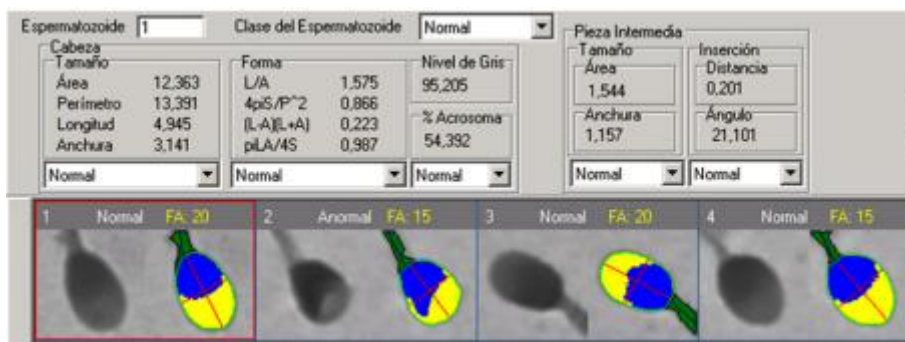 Espermatozoide 1 Clase del Espermatozoide Normal
Cabeza
Tamaño
Área 12,363
Perímetro 13,391
Longitud 4,945
Anchura 3,141
Normal
Forma
L/A 1,575
4piS/P^2 0,866
(L-A)(L+A) 0,223
piLA/4S 0,987
Normal
Nivel de Gris
95,205
% Acrosoma
54,392
Normal
Pieza Intermedia
Tamaño
Área
1,544
Anchura
1,157
Normal
Inserción
Distancia
0,201
Ángulo
21,101
Normal
1 Normal FA: 20
2 Anormal FA: 15
3 Normal FA: 20
4 Normal FA: 15